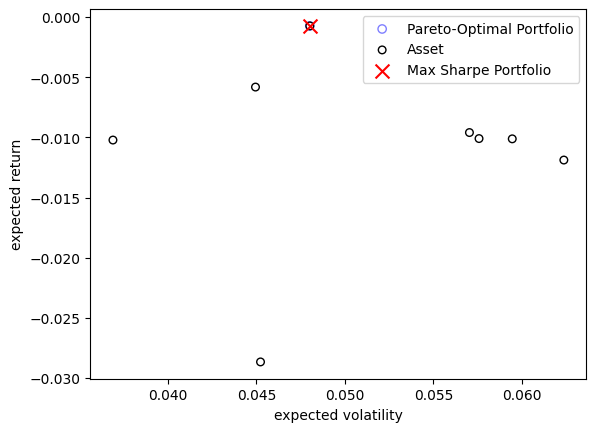 Pareto-Optimal Portfolio
Asset
Max Sharpe Portfolio
0.000
−0.005
−0.010
−0.015
−0.020
−0.025
−0.030
expected return
0.040
0.045
0.050
0.055
0.060
expected volatility